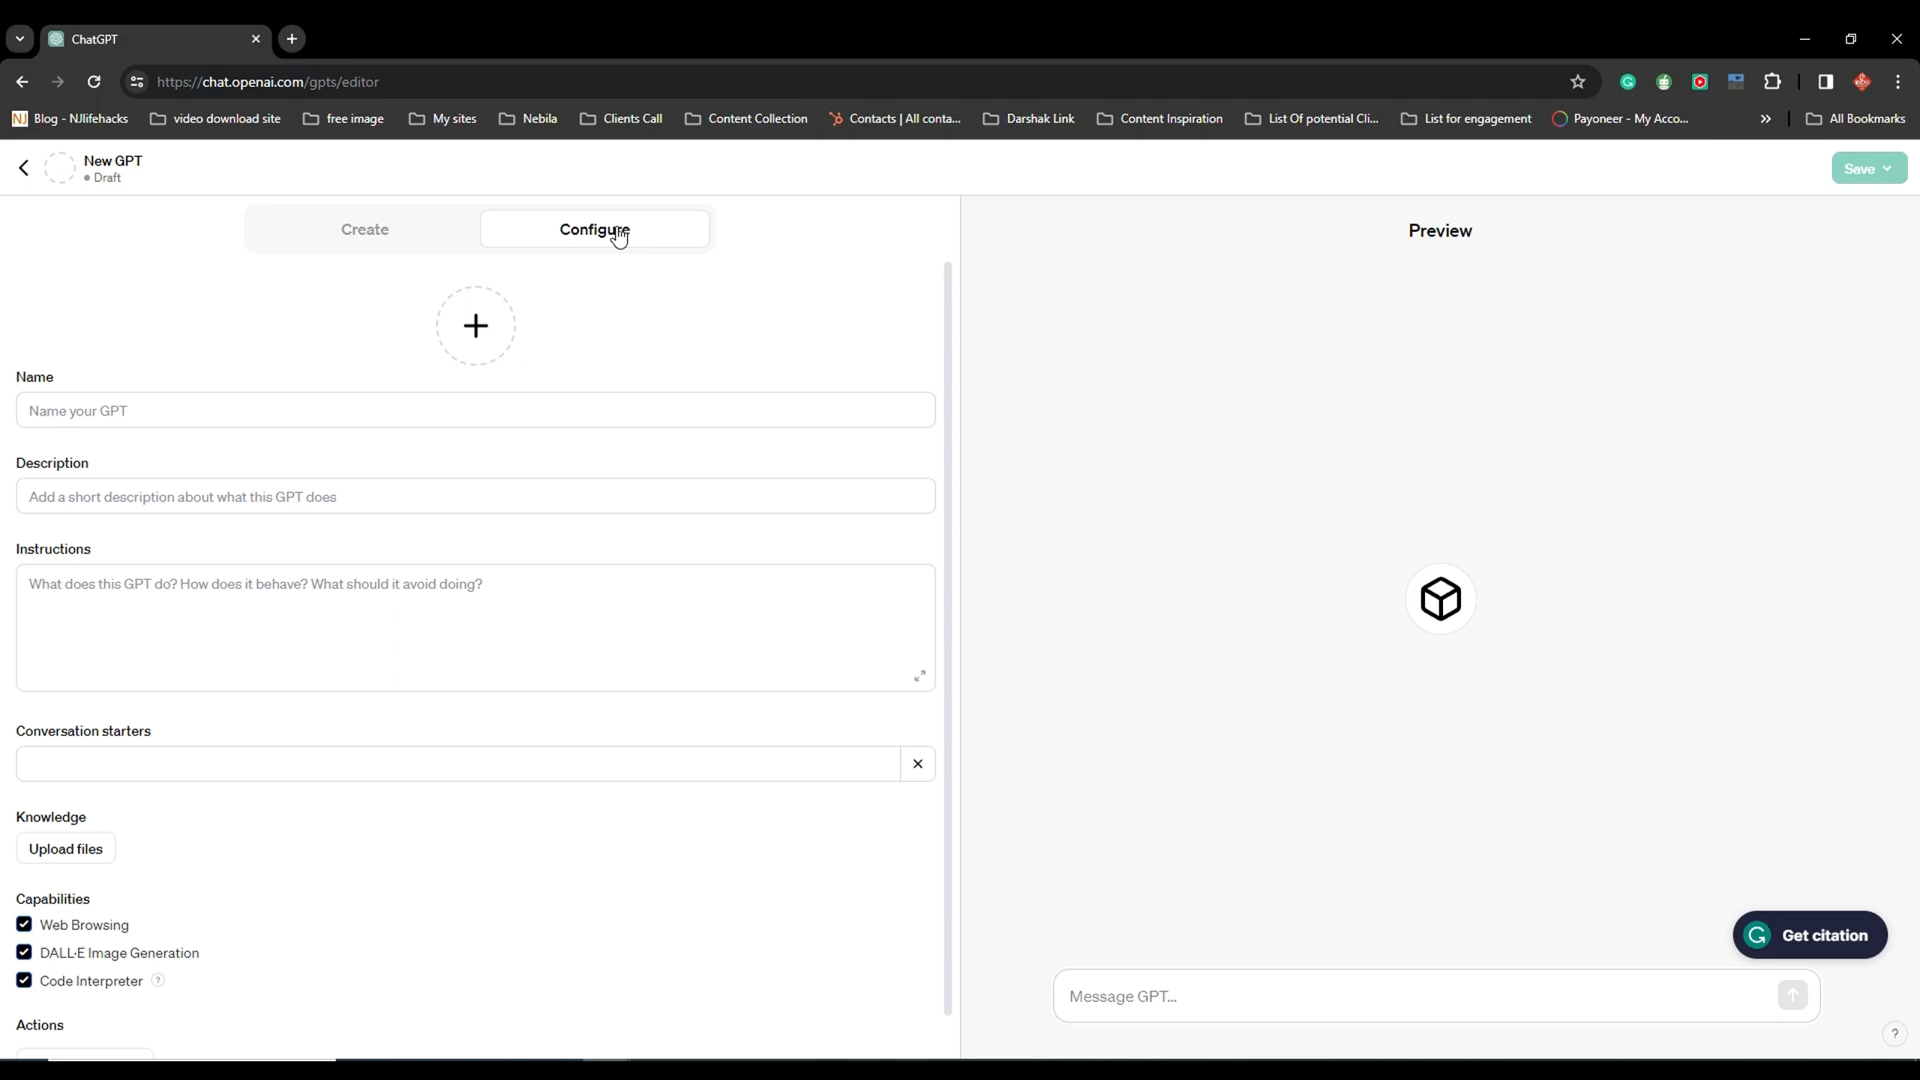 ChatGPT
https://chat.openai.com/gpts/editor
NJ Blog - NJlifehacks video download site free image My sites Nebila Clients Call Content Collection Contacts | All conta... Darshak Link Content Inspiration List Of potential Cli... List for engagement Payoneer - My Acco... » All Bookmarks
New GPT
Draft
Save
Create Configure
Preview
Name
Name your GPT
Description
Add a short description about what this GPT does
Instructions
What does this GPT do? How does it behave? What should it avoid doing?
Conversation starters
Knowledge
Upload files
Capabilities
Web Browsing
DALL·E Image Generation
Code Interpreter ?
Actions
G Get citation
Message GPT...
?